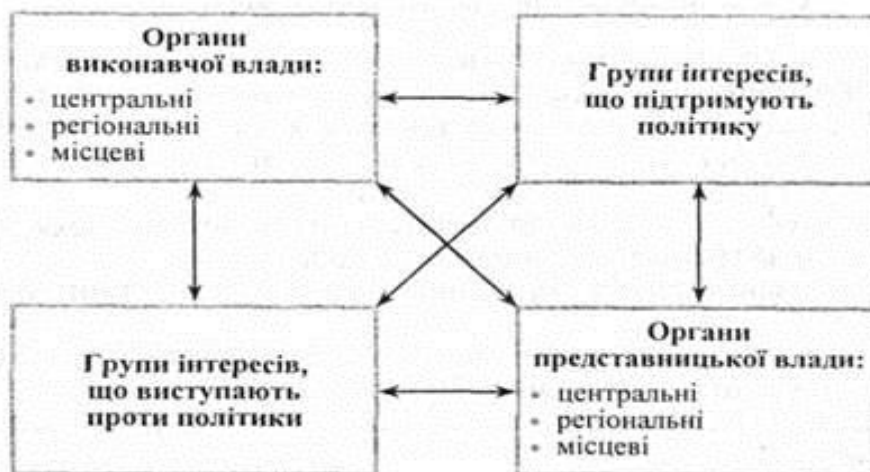 Органи
виконавчої влади:
• центральні
• регіональні
• місцеві
Групи інтересів,
що підтримують
політику
Групи інтересів,
що виступають
проти політики
Органи
представницької влади:
• центральні
• регіональні
• місцеві